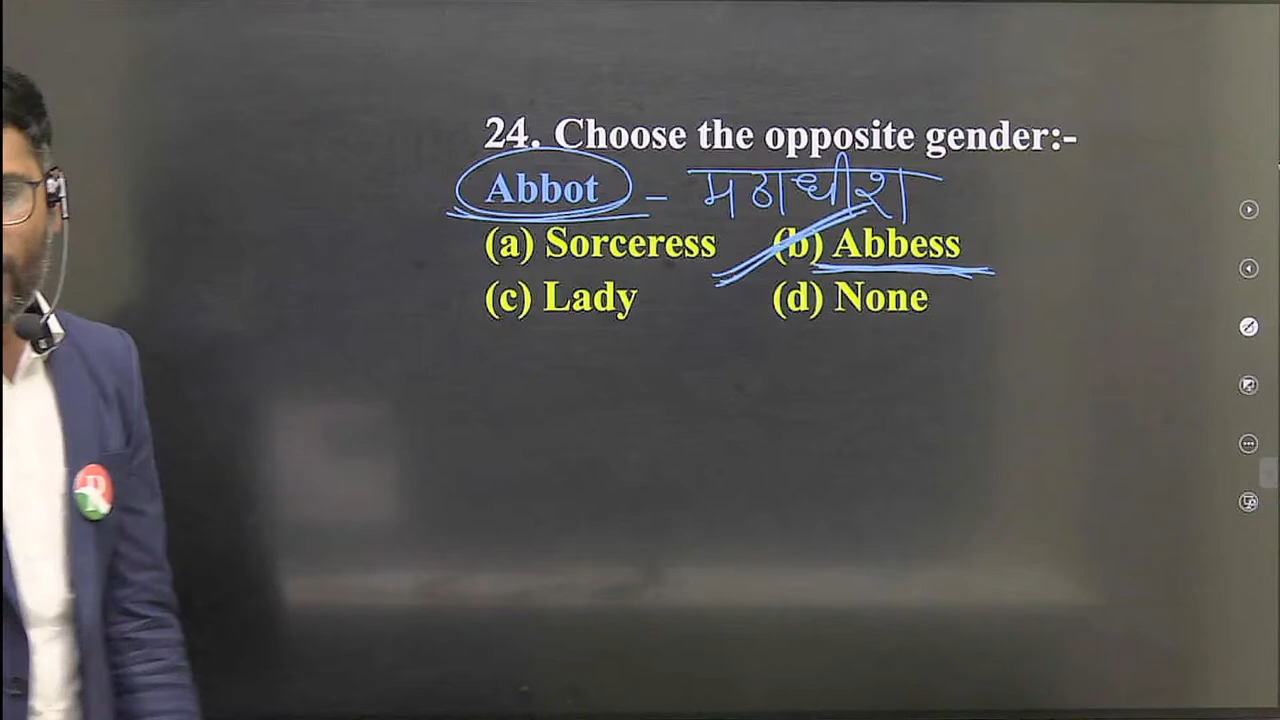 24. Choose the opposite gender:-
Abbot – मठाधीश
(a) Sorceress (b) Abbess
(c) Lady (d) None